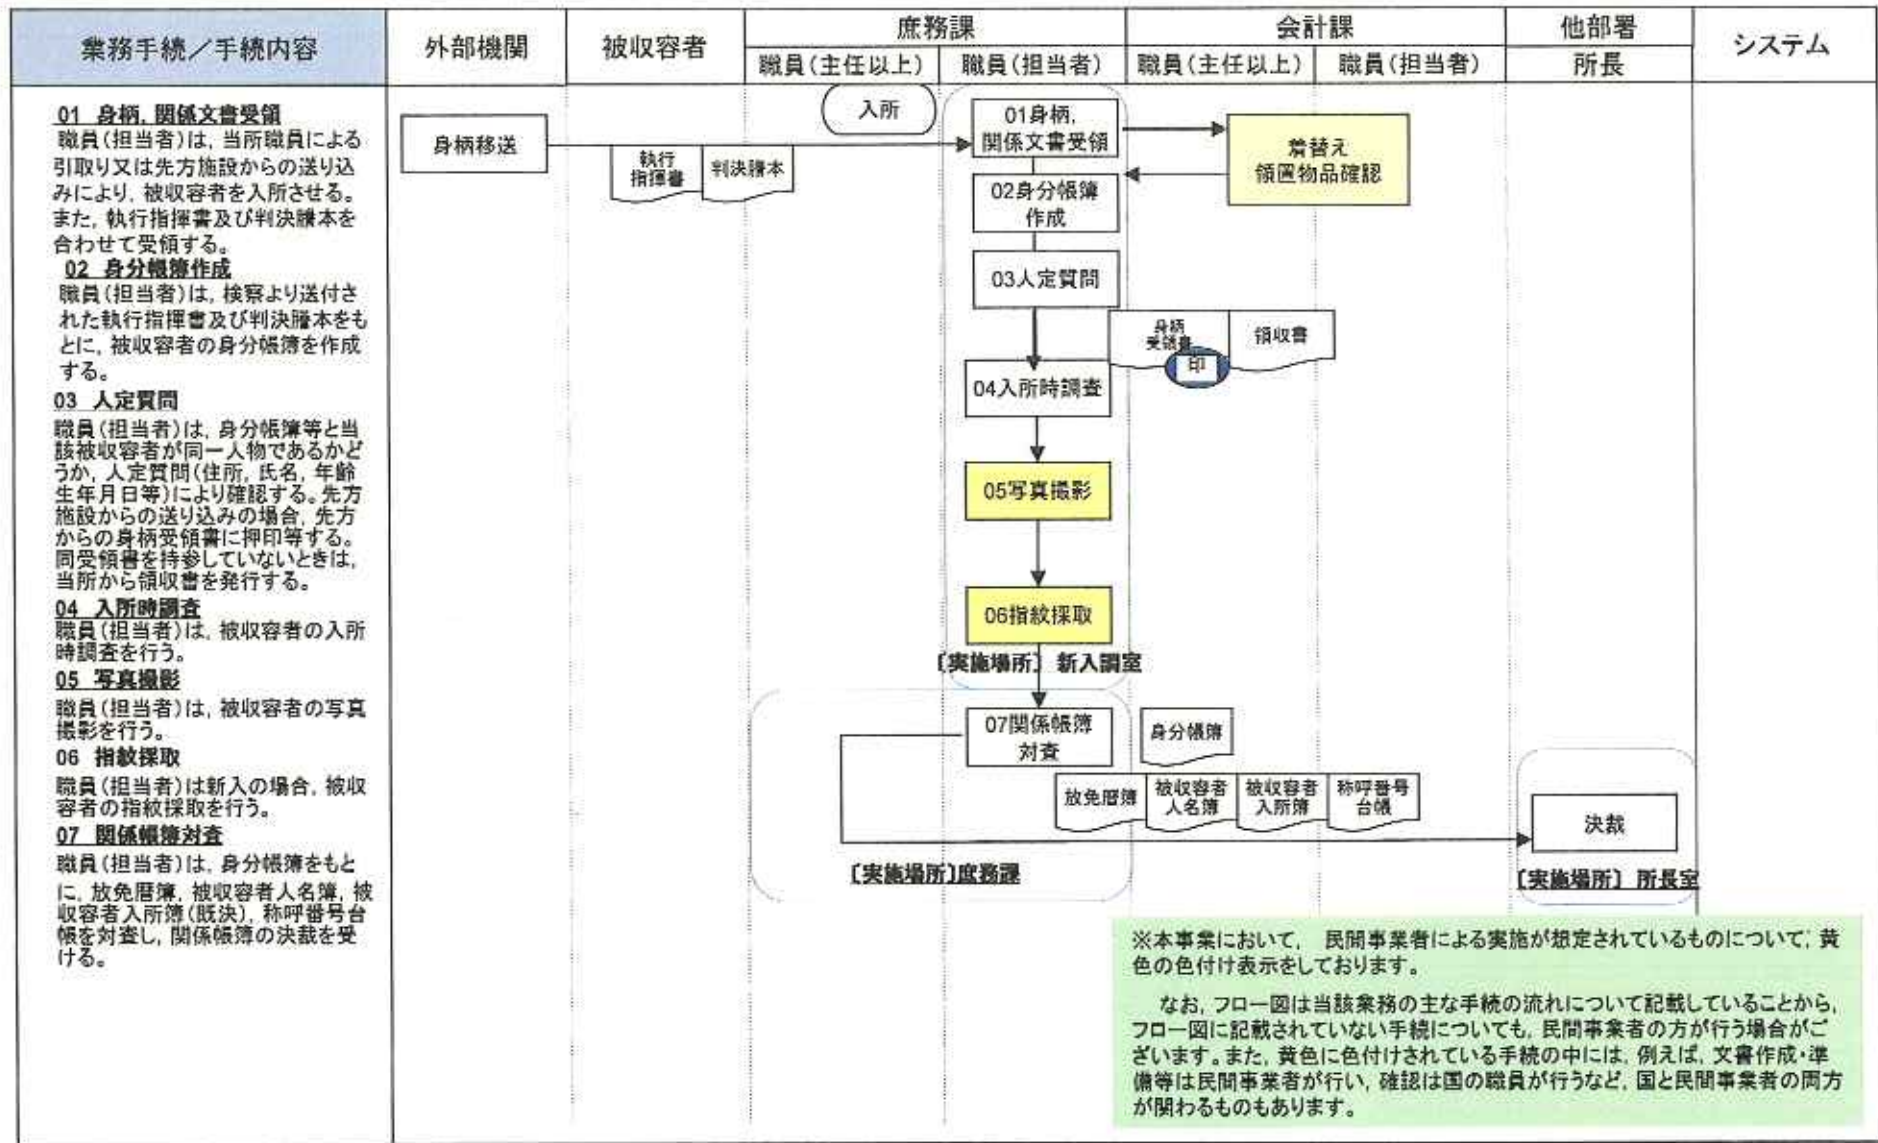 業務手続／手続内容
外部機関
被収容者
庶務課
職員(主任以上)
職員(担当者)
会計課
職員(主任以上)
職員(担当者)
他部署
所長
システム
01 身柄,関係文書受領
職員(担当者)は,当所職員による
引取り又は先方施設からの送り込
みにより,被収容者を入所させる。
また,執行指揮書及び判決謄本を
合わせて受領する。
02 身分帳簿作成
職員(担当者)は,検察より送付さ
れた執行指揮書及び判決謄本をも
とに,被収容者の身分帳簿を作成
する。
03 人定質問
職員(担当者)は,身分帳簿等と当
該被収容者が同一人物であるかど
うか,人定質問(住所,氏名,年齢
生年月日等)により確認する。先方
施設からの送り込みの場合,先方
からの身柄受領書に押印等する。
同受領書を持参していないときは,
当所から領収書を発行する。
04 入所時調査
職員(担当者)は,被収容者の入所
時調査を行う。
05 写真撮影
職員(担当者)は,被収容者の写真
撮影を行う。
06 指紋採取
職員(担当者)は新入の場合,被収
容者の指紋採取を行う。
07 関係帳簿対査
職員(担当者)は,身分帳簿をもと
に,放免暦簿,被収容者人名簿,被
収容者入所簿(既決),称呼番号台
帳を対査し,関係帳簿の決裁を受
ける。
身柄移送
執行
指揮書
判決謄本
入所
01身柄,
関係文書受領
着替え
領置物品確認
02身分帳簿
作成
03人定質問
身柄
受領書
印
領収書
04入所時調査
05写真撮影
06指紋採取
〔実施場所〕 新入調室
07関係帳簿
対査
身分帳簿
放免暦簿
被収容者
人名簿
被収容者
入所簿
称呼番号
台帳
決裁
〔実施場所〕庶務課
〔実施場所〕 所長室
※本事業において, 民間事業者による実施が想定されているものについて,黄
色の色付け表示をしております。
なお,フロー図は当該業務の主な手続の流れについて記載していることから,
フロー図に記載されていない手続についても,民間事業者の方が行う場合がご
ざいます。また,黄色に色付けされている手続の中には,例えば,文書作成・準
備等は民間事業者が行い,確認は国の職員が行うなど,国と民間事業者の両方
が関わるものもあります。